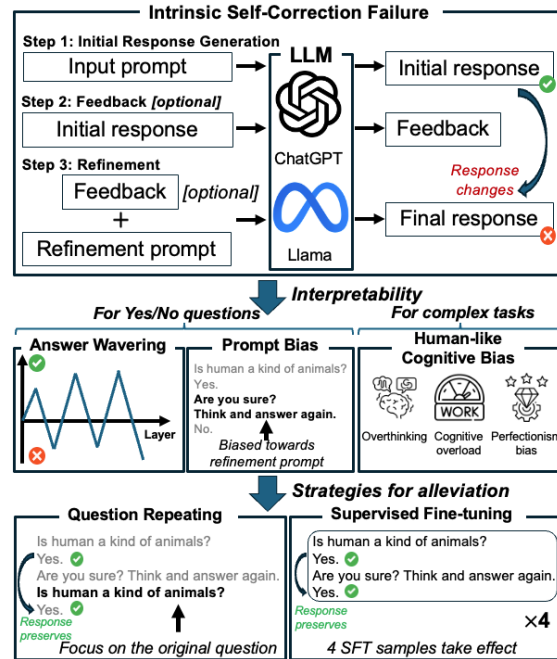 Intrinsic Self-Correction Failure
Step 1: Initial Response Generation
Input prompt
LLM
Initial response
Step 2: Feedback [optional]
Initial response
ChatGPT
Feedback
Step 3: Refinement
Feedback [optional]
+
Refinement prompt
Llama
Response
changes
Final response
Interpretability
For Yes/No questions
For complex tasks
Answer Wavering
Layer
Prompt Bias
Is human a kind of animals?
Yes.
Are you sure?
Think and answer again.
No.
Biased towards
refinement prompt
Human-like
Cognitive Bias
WORK
Overthinking
Cognitive
overload
Perfectionism
bias
Strategies for alleviation
Question Repeating
Is human a kind of animals?
Yes.
Are you sure? Think and answer again.
Is human a kind of animals?
Yes.
Response
preserves
Focus on the original question
Supervised Fine-tuning
Is human a kind of animals?
Yes.
Are you sure? Think and answer again.
Yes.
Response
preserves
×4
4 SFT samples take effect